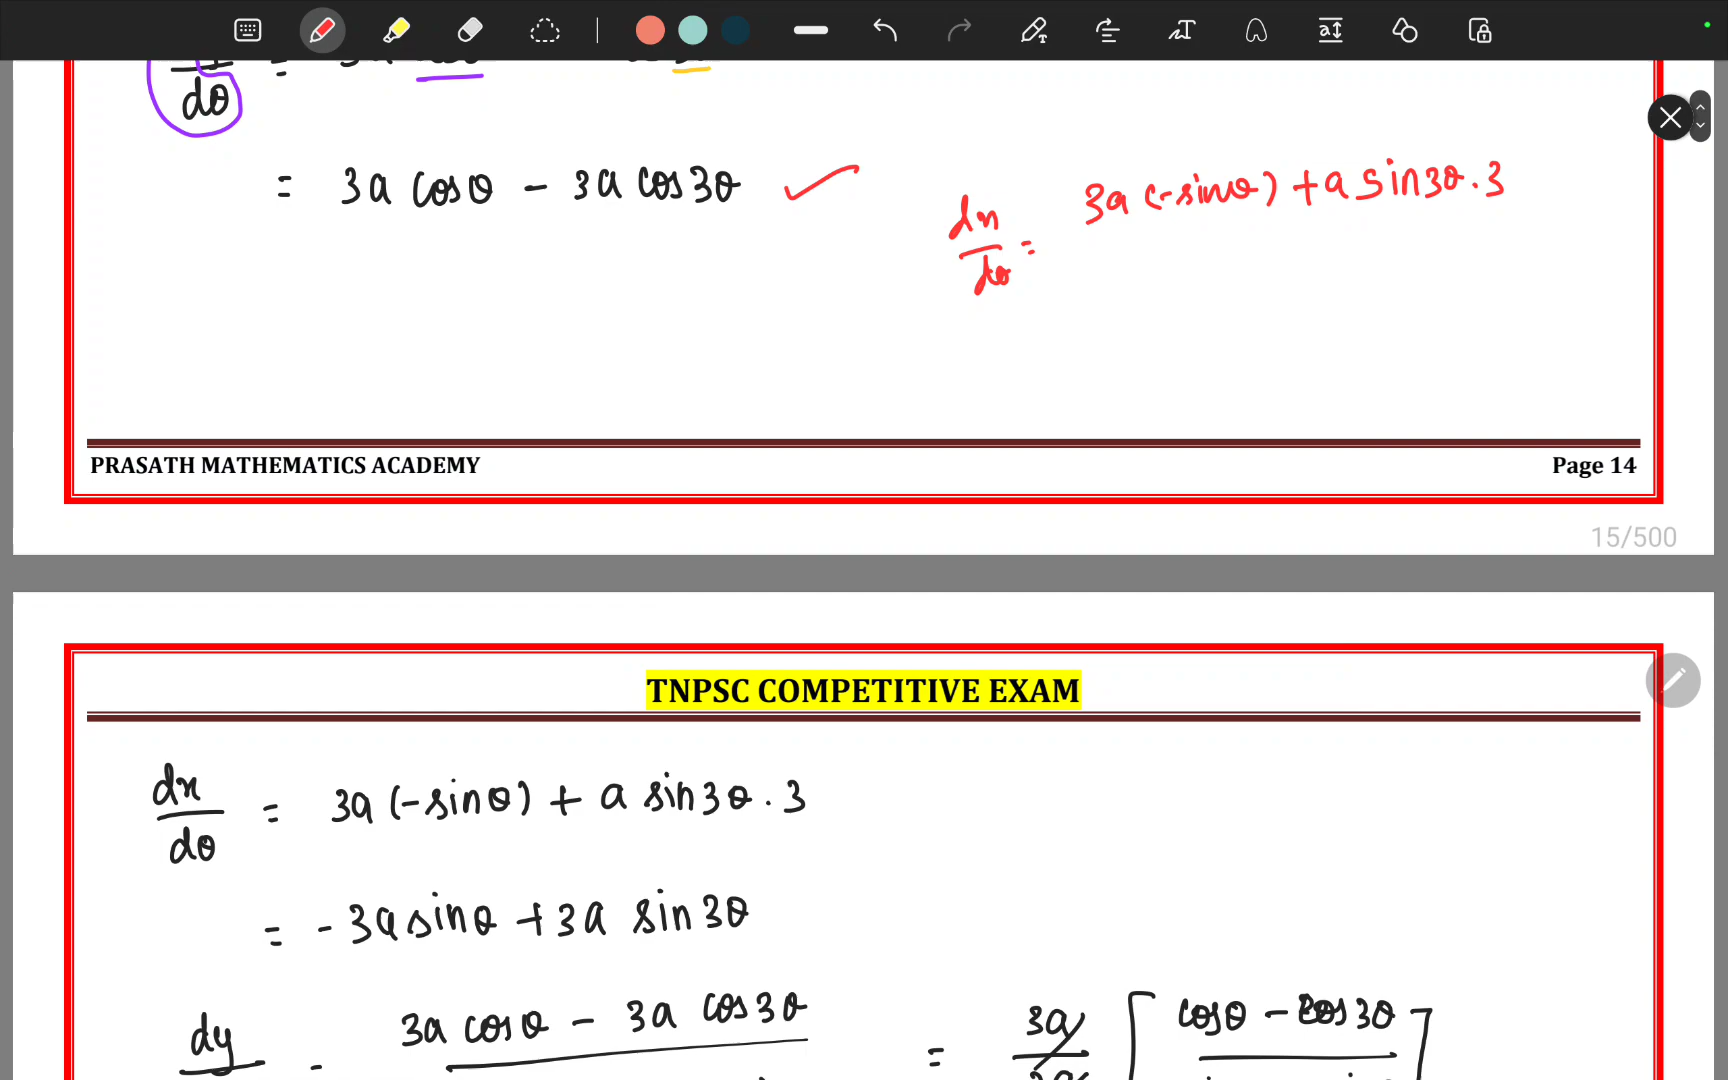 dθ
= 3a cosθ - 3a cos3θ
dx/dθ = 3a (-sinθ) + a sin3θ . 3
PRASATH MATHEMATICS ACADEMY Page 14
15/500
TNPSC COMPETITIVE EXAM
dx/dθ = 3a (-sinθ) + a sin3θ . 3
= - 3a sinθ + 3a sin3θ
dy 3a cosθ - 3a cos3θ = 3a [ cosθ - cos3θ ]